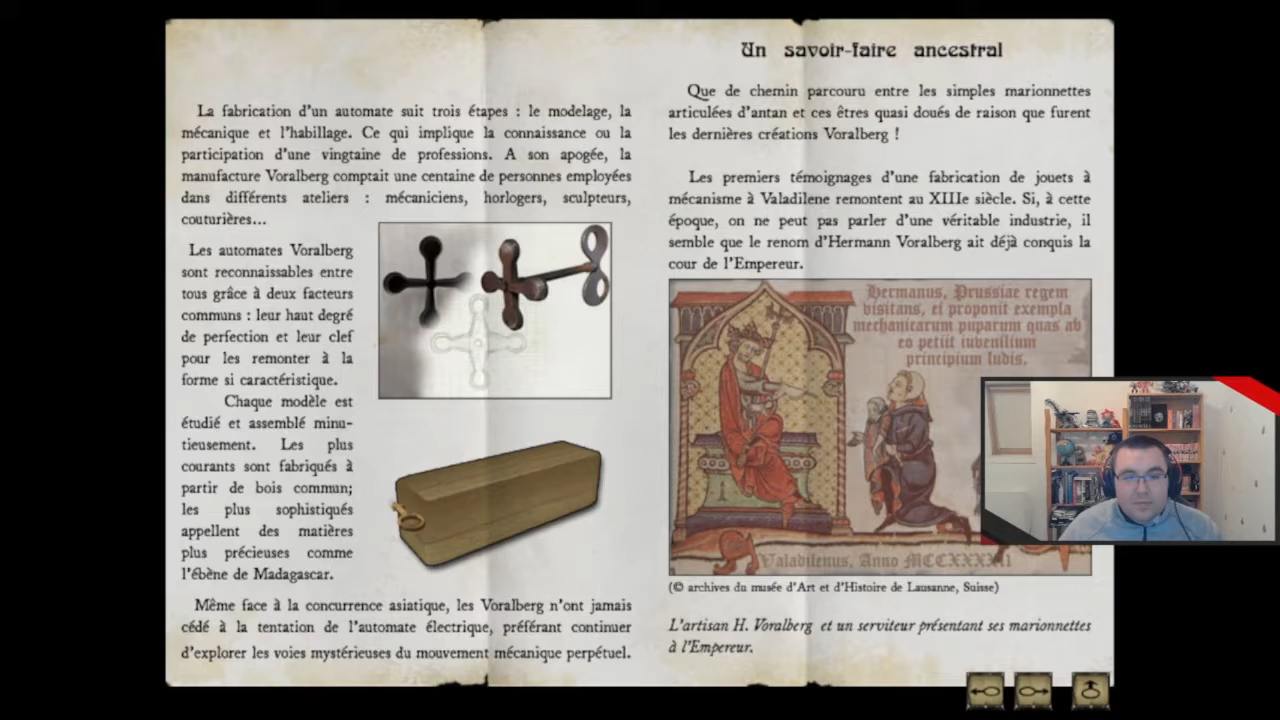 La fabrication d'un automate suit trois étapes : le modelage, la
mécanique et l'habillage. Ce qui implique la connaissance ou la
participation d'une vingtaine de professions. A son apogée, la
manufacture Voralberg comptait une centaine de personnes employées
dans différents ateliers : mécaniciens, horlogers, sculpteurs,
couturières...
Les automates Voralberg
sont reconnaissables entre
tous grâce à deux facteurs
communs : leur haut degré
de perfection et leur clef
pour les remonter à la
forme si caractéristique.
Chaque modèle est
étudié et assemblé minu-
tieusement. Les plus
courants sont fabriqués à
partir de bois commun;
les plus sophistiqués
appellent des matières
plus précieuses comme
l'ébène de Madagascar.
Même face à la concurrence asiatique, les Voralberg n'ont jamais
cédé à la tentation de l'automate électrique, préférant continuer
d'explorer les voies mystérieuses du mouvement mécanique perpétuel.
Un savoir-faire ancestral
Que de chemin parcouru entre les simples marionnettes
articulées d'antan et ces êtres quasi doués de raison que furent
les dernières créations Voralberg !
Les premiers témoignages d'une fabrication de jouets à
mécanisme à Valadilene remontent au XIIIe siècle. Si, à cette
époque, on ne peut pas parler d'une véritable industrie, il
semble que le renom d'Hermann Voralberg ait déjà conquis la
cour de l'Empereur.
Hermanus, Prussiae regem
visitans, ei proponit exempla
mechanicarum puparum quas ab
eo petiit iuvenilium
principium ludis.
Valadilenus, Anno
(© archives du musée d'Art et d'Histoire de Lausanne, Suisse)
L'artisan H. Voralberg et un serviteur présentant ses marionnettes
à l'Empereur.